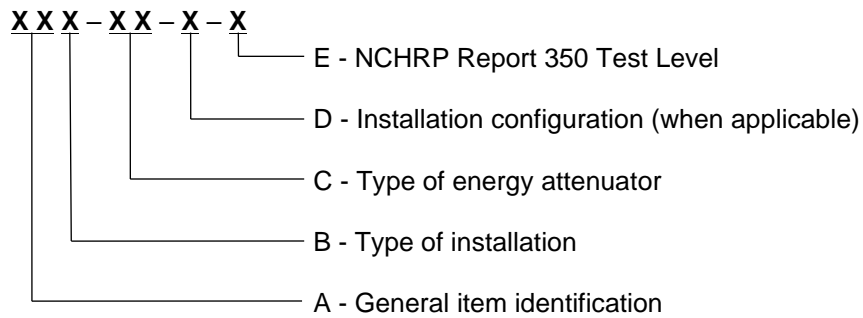 X X X – X X – X – X
E - NCHRP Report 350 Test Level
D - Installation configuration (when applicable)
C - Type of energy attenuator
B - Type of installation
A - General item identification